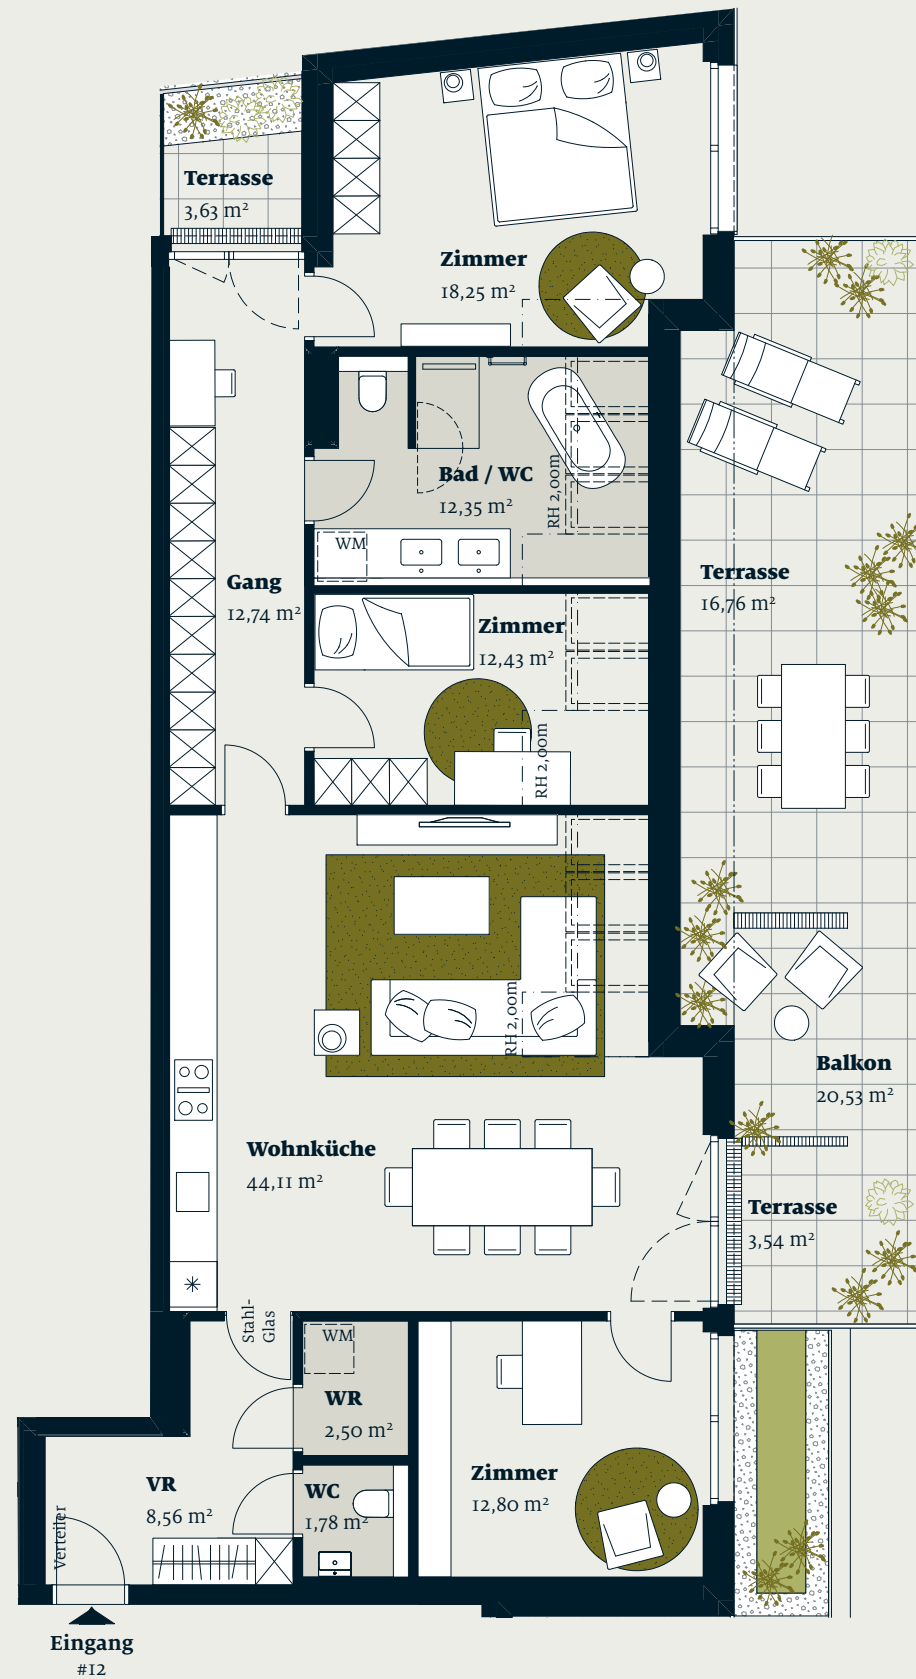 Terrasse
3,63 m²
Zimmer
18,25 m²
Bad / WC
12,35 m²
RH 2,00m
WM
Gang
12,74 m²
Terrasse
16,76 m²
Zimmer
12,43 m²
RH 2,00m
RH 2,00m
Balkon
20,53 m²
Wohnküche
44,11 m²
Terrasse
3,54 m²
Stahl-
Glas
WM
WR
2,50 m²
Zimmer
12,80 m²
VR
8,56 m²
WC
1,78 m²
Verteiler
Eingang
#12